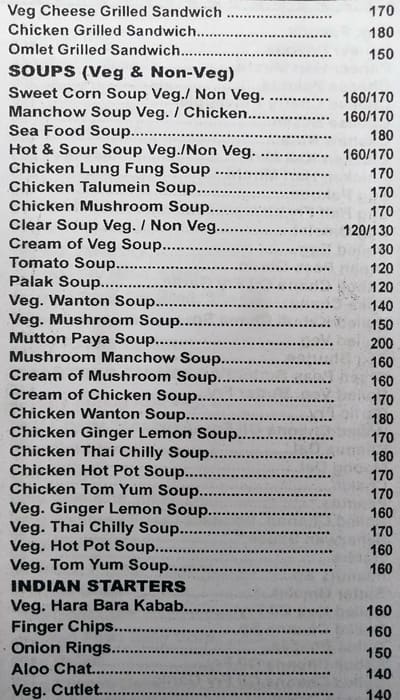 Veg Cheese Grilled Sandwich ..................... 170
Chicken Grilled Sandwich........................... 180
Omlet Grilled Sandwich.............................. 150
SOUPS (Veg & Non-Veg)
Sweet Corn Soup Veg./ Non Veg. ............. 160/170
Manchow Soup Veg. / Chicken.................. 160/170
Sea Food Soup........................................ 180
Hot & Sour Soup Veg./Non Veg. ............... 160/170
Chicken Lung Fung Soup ......................... 170
Chicken Talumein Soup............................ 170
Chicken Mushroom Soup.......................... 170
Clear Soup Veg. / Non Veg........................ 120/130
Cream of Veg Soup.................................. 130
Tomato Soup........................................... 120
Palak Soup.............................................. 120
Veg. Wanton Soup................................... 140
Veg. Mushroom Soup............................... 150
Mutton Paya Soup................................... 200
Mushroom Manchow Soup........................ 160
Cream of Mushroom Soup........................ 160
Cream of Chicken Soup............................ 170
Chicken Wanton Soup.............................. 180
Chicken Ginger Lemon Soup.................... 170
Chicken Thai Chilly Soup......................... 180
Chicken Hot Pot Soup.............................. 170
Chicken Tom Yum Soup........................... 170
Veg. Ginger Lemon Soup.......................... 160
Veg. Thai Chilly Soup............................... 170
Veg. Hot Pot Soup................................... 160
Veg. Tom Yum Soup................................. 160
INDIAN STARTERS
Veg. Hara Bara Kabab.............................. 160
Finger Chips............................................ 160
Onion Rings............................................. 150
Aloo Chat................................................. 140
Veg. Cutlet............................................... 140